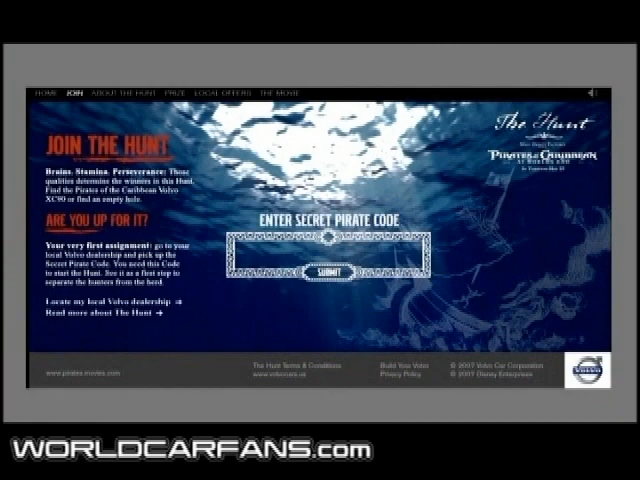 HOME JOIN ABOUT THE HUNT PRIZE LOCAL OFFERS THE MOVIE
JOIN THE HUNT
Brains. Stamina. Perseverance: Those
qualities determine the winners in this Hunt.
Find the Pirates of the Caribbean Volvo
XC90 or find an empty hole.
ARE YOU UP FOR IT?
Your very first assignment: go to your
local Volvo dealership and pick up the
Secret Pirate Code. You need this Code
to start the Hunt. See it as a first step to
separate the hunters from the herd.
Locate my local Volvo dealership
Read more about The Hunt
The Hunt
PIRATES of the CARIBBEAN
AT WORLD'S END
ENTER SECRET PIRATE CODE
SUBMIT
www.pirates.movies.com
The Hunt Terms & Conditions
www.volvocars.us
Build Your Volvo
Privacy Policy
© 2007 Volvo Car Corporation
© 2007 Disney Enterprises
VOLVO
WORLDCARFANS.com